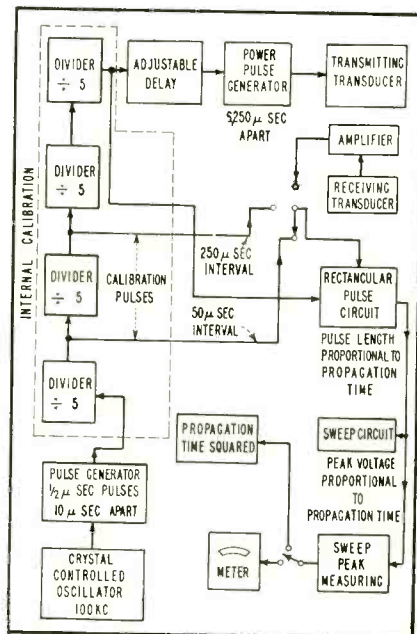 DIVIDER
÷ 5
ADJUSTABLE
DELAY
POWER
PULSE
GENERATOR
5,250 μ SEC
APART
TRANSMITTING
TRANSDUCER
AMPLIFIER
RECEIVING
TRANSDUCER
DIVIDER
÷ 5
INTERNAL CALIBRATION
250 μ SEC
INTERVAL
DIVIDER
÷ 5
CALIBRATION
PULSES
50 μ SEC
INTERVAL
RECTANGULAR
PULSE
CIRCUIT
PULSE LENGTH
PROPORTIONAL TO
PROPAGATION
TIME
DIVIDER
÷ 5
PROPAGATION
TIME SQUARED
SWEEP CIRCUIT
PEAK VOLTAGE
PROPORTIONAL
TO
PROPAGATION TIME
PULSE GENERATOR
1/2 μ SEC PULSES
10 μ SEC APART
METER
SWEEP
PEAK
MEASURING
CRYSTAL
CONTROLLED
OSCILLATOR
100 KC